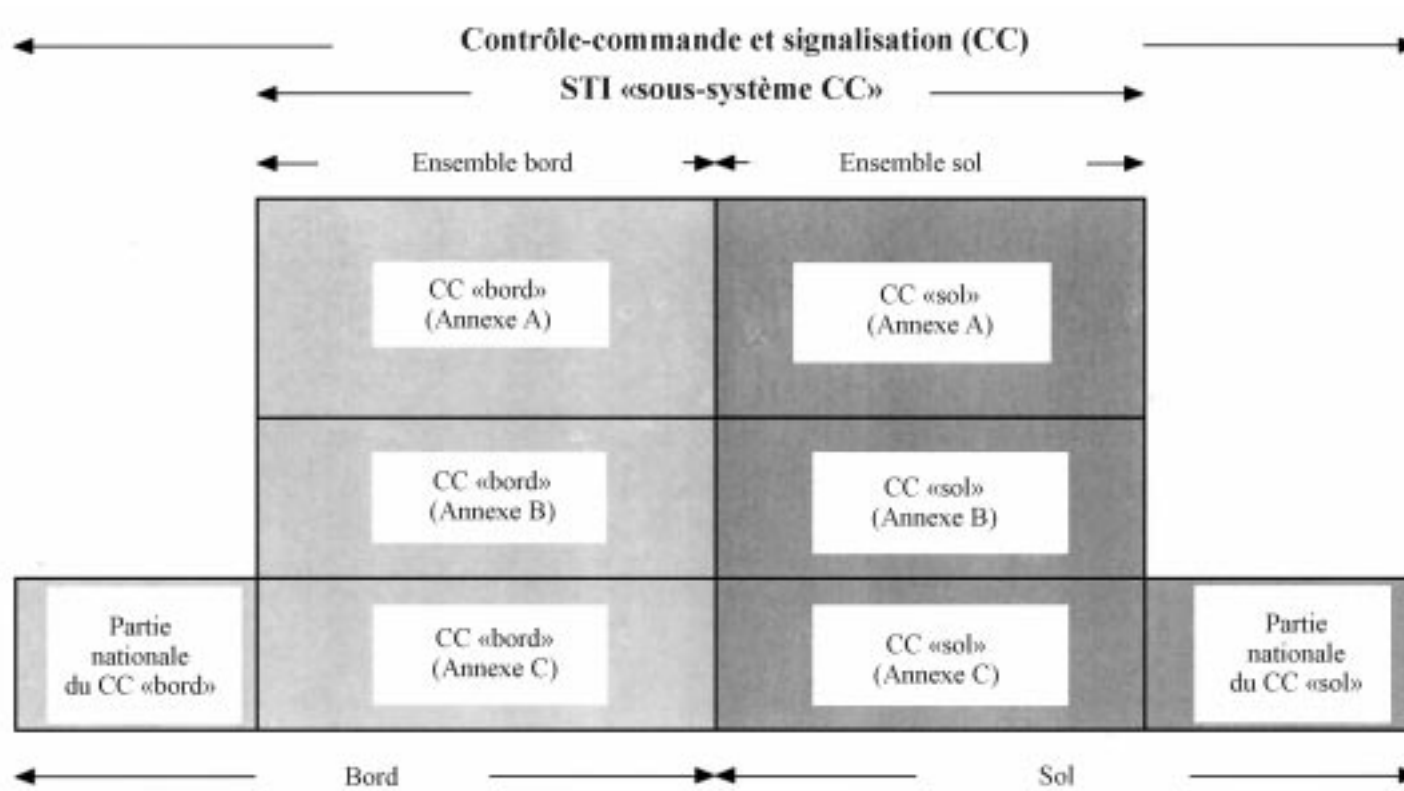 Contrôle-commande et signalisation (CC)
STI «sous-système CC»
Ensemble bord
Ensemble sol
CC «bord»
(Annexe A)
CC «sol»
(Annexe A)
CC «bord»
(Annexe B)
CC «sol»
(Annexe B)
Partie
nationale
du CC «bord»
CC «bord»
(Annexe C)
CC «sol»
(Annexe C)
Partie
nationale
du CC «sol»
Bord
Sol